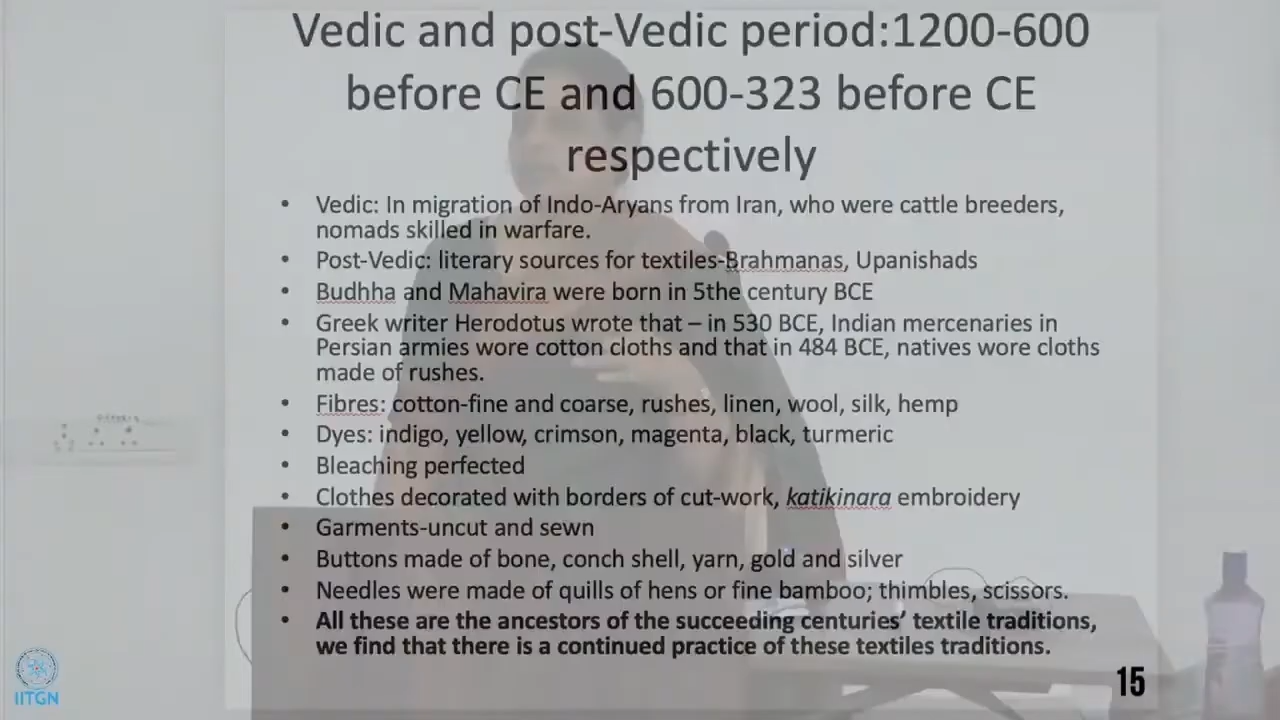 Vedic and post-Vedic period:1200-600
before CE and 600-323 before CE
respectively
• Vedic: In migration of Indo-Aryans from Iran, who were cattle breeders,
nomads skilled in warfare.
• Post-Vedic: literary sources for textiles-Brahmanas, Upanishads
• Budhha and Mahavira were born in 5the century BCE
• Greek writer Herodotus wrote that – in 530 BCE, Indian mercenaries in
Persian armies wore cotton cloths and that in 484 BCE, natives wore cloths
made of rushes.
• Fibres: cotton-fine and coarse, rushes, linen, wool, silk, hemp
• Dyes: indigo, yellow, crimson, magenta, black, turmeric
• Bleaching perfected
• Clothes decorated with borders of cut-work, katikinara embroidery
• Garments-uncut and sewn
• Buttons made of bone, conch shell, yarn, gold and silver
• Needles were made of quills of hens or fine bamboo; thimbles, scissors.
• All these are the ancestors of the succeeding centuries’ textile traditions,
we find that there is a continued practice of these textiles traditions.
15
IITGN